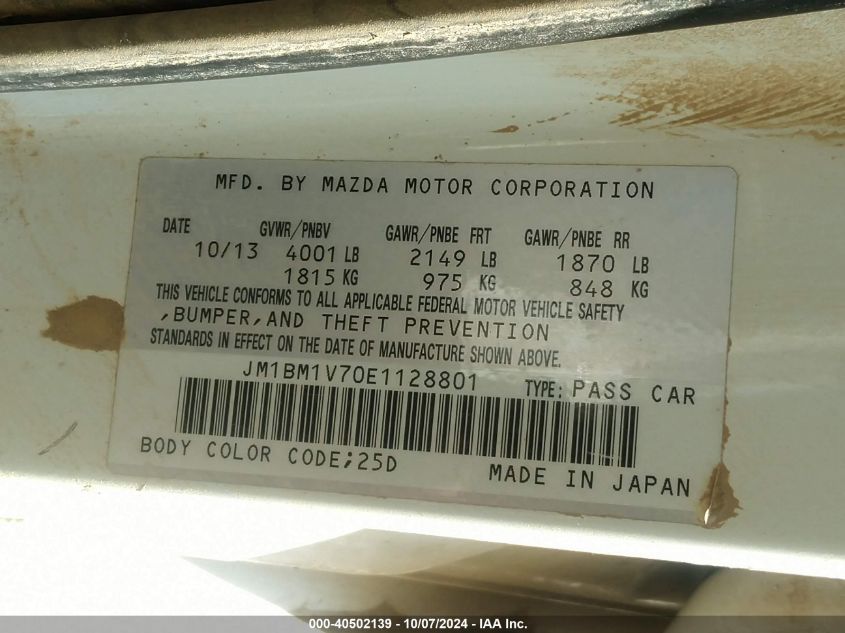 MFD. BY MAZDA MOTOR CORPORATION
DATE GVWR/PNBV GAWR/PNBE FRT GAWR/PNBE RR
10/13 4001 LB 2149 LB 1870 LB
1815 KG 975 KG 848 KG
THIS VEHICLE CONFORMS TO ALL APPLICABLE FEDERAL MOTOR VEHICLE SAFETY
,BUMPER,AND THEFT PREVENTION
STANDARDS IN EFFECT ON THE DATE OF MANUFACTURE SHOWN ABOVE.
JM1BM1V70E1128801 TYPE: PASS CAR
BODY COLOR CODE;25D
MADE IN JAPAN
000-40502139 - 10/07/2024 - IAA Inc.